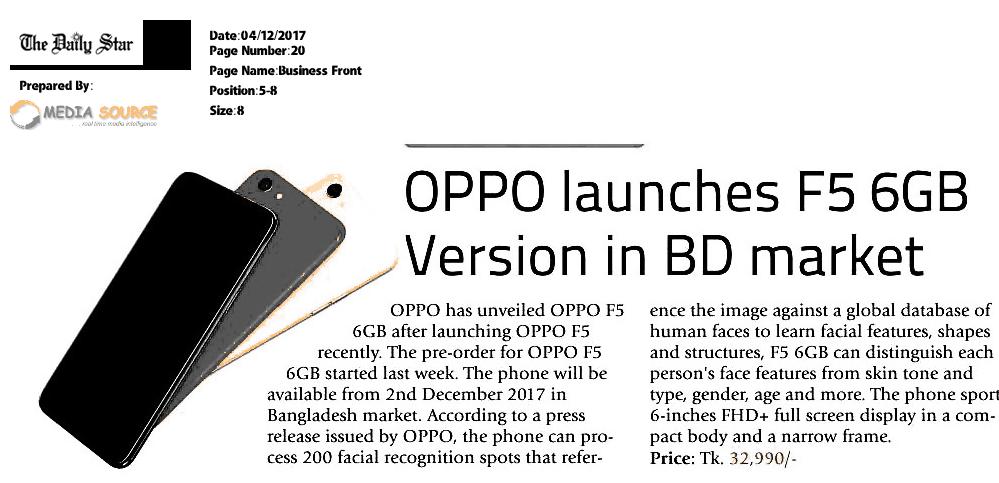 The Daily Star
Prepared By:
MEDIA SOURCE
...real time media intelligence
Date:04/12/2017
Page Number:20
Page Name:Business Front
Position:5-8
Size:8
OPPO launches F5 6GB
Version in BD market
OPPO has unveiled OPPO F5
6GB after launching OPPO F5
recently. The pre-order for OPPO F5
6GB started last week. The phone will be
available from 2nd December 2017 in
Bangladesh market. According to a press
release issued by OPPO, the phone can pro-
cess 200 facial recognition spots that refer-
ence the image against a global database of
human faces to learn facial features, shapes
and structures, F5 6GB can distinguish each
person's face features from skin tone and
type, gender, age and more. The phone sport
6-inches FHD+ full screen display in a com-
pact body and a narrow frame.
Price: Tk. 32,990/-